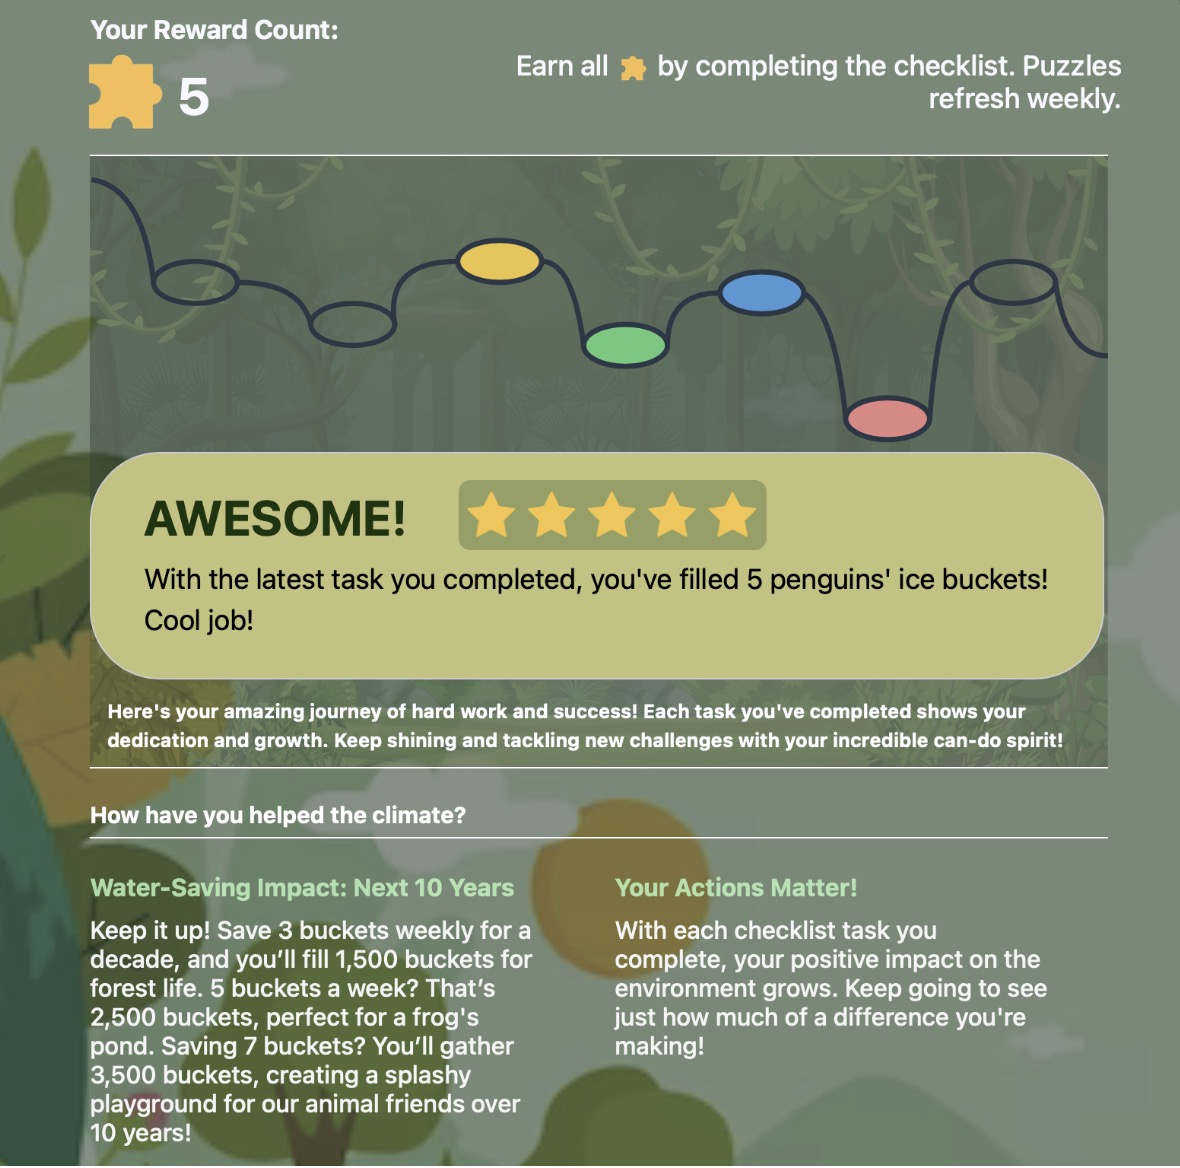 Your Reward Count:
5
Earn all by completing the checklist. Puzzles
refresh weekly.
AWESOME!
With the latest task you completed, you've filled 5 penguins' ice buckets!
Cool job!
Here's your amazing journey of hard work and success! Each task you've completed shows your
dedication and growth. Keep shining and tackling new challenges with your incredible can-do spirit!
How have you helped the climate?
Water-Saving Impact: Next 10 Years
Keep it up! Save 3 buckets weekly for a
decade, and you’ll fill 1,500 buckets for
forest life. 5 buckets a week? That’s
2,500 buckets, perfect for a frog's
pond. Saving 7 buckets? You’ll gather
3,500 buckets, creating a splashy
playground for our animal friends over
10 years!
Your Actions Matter!
With each checklist task you
complete, your positive impact on the
environment grows. Keep going to see
just how much of a difference you're
making!